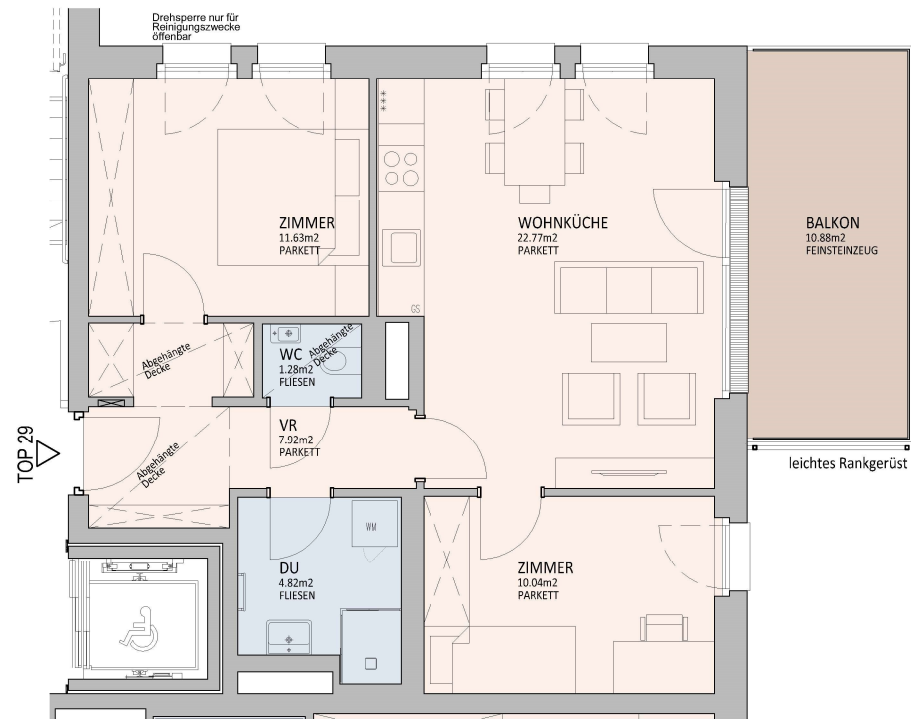 Drehsperre nur für
Reinigungszwecke
öffenbar
ZIMMER
11.63m2
PARKETT
WOHNKÜCHE
22.77m2
PARKETT
BALKON
10.88m2
FEINSTEINZEUG
GS
Abgehängte
Decke
WC
1.28m2
FLIESEN
Abgehängte
Decke
VR
7.92m2
PARKETT
Abgehängte
Decke
TOP 29
leichtes Rankgerüst
WM
DU
4.82m2
FLIESEN
ZIMMER
10.04m2
PARKETT